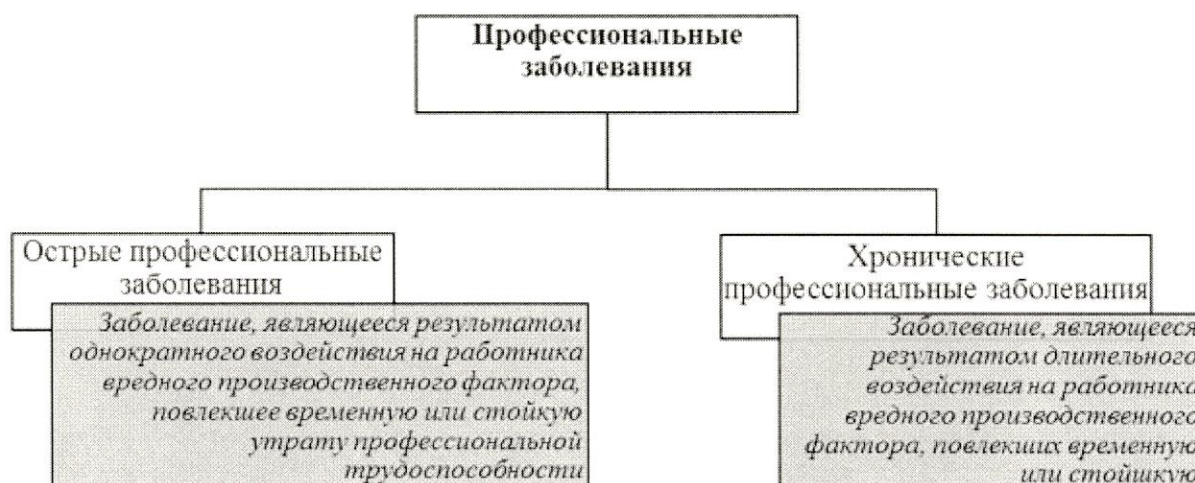 Профессиональные
заболевания
Острые профессиональные
заболевания
Заболевание, являющееся результатом
однократного воздействия на работника
вредного производственного фактора,
повлекшее временную или стойкую
утрату профессиональной
трудоспособности
Хронические
профессиональные заболевания
Заболевание, являющееся
результатом длительного
воздействия на работника
вредного производственного
фактора, повлекших временную
или стойшкую